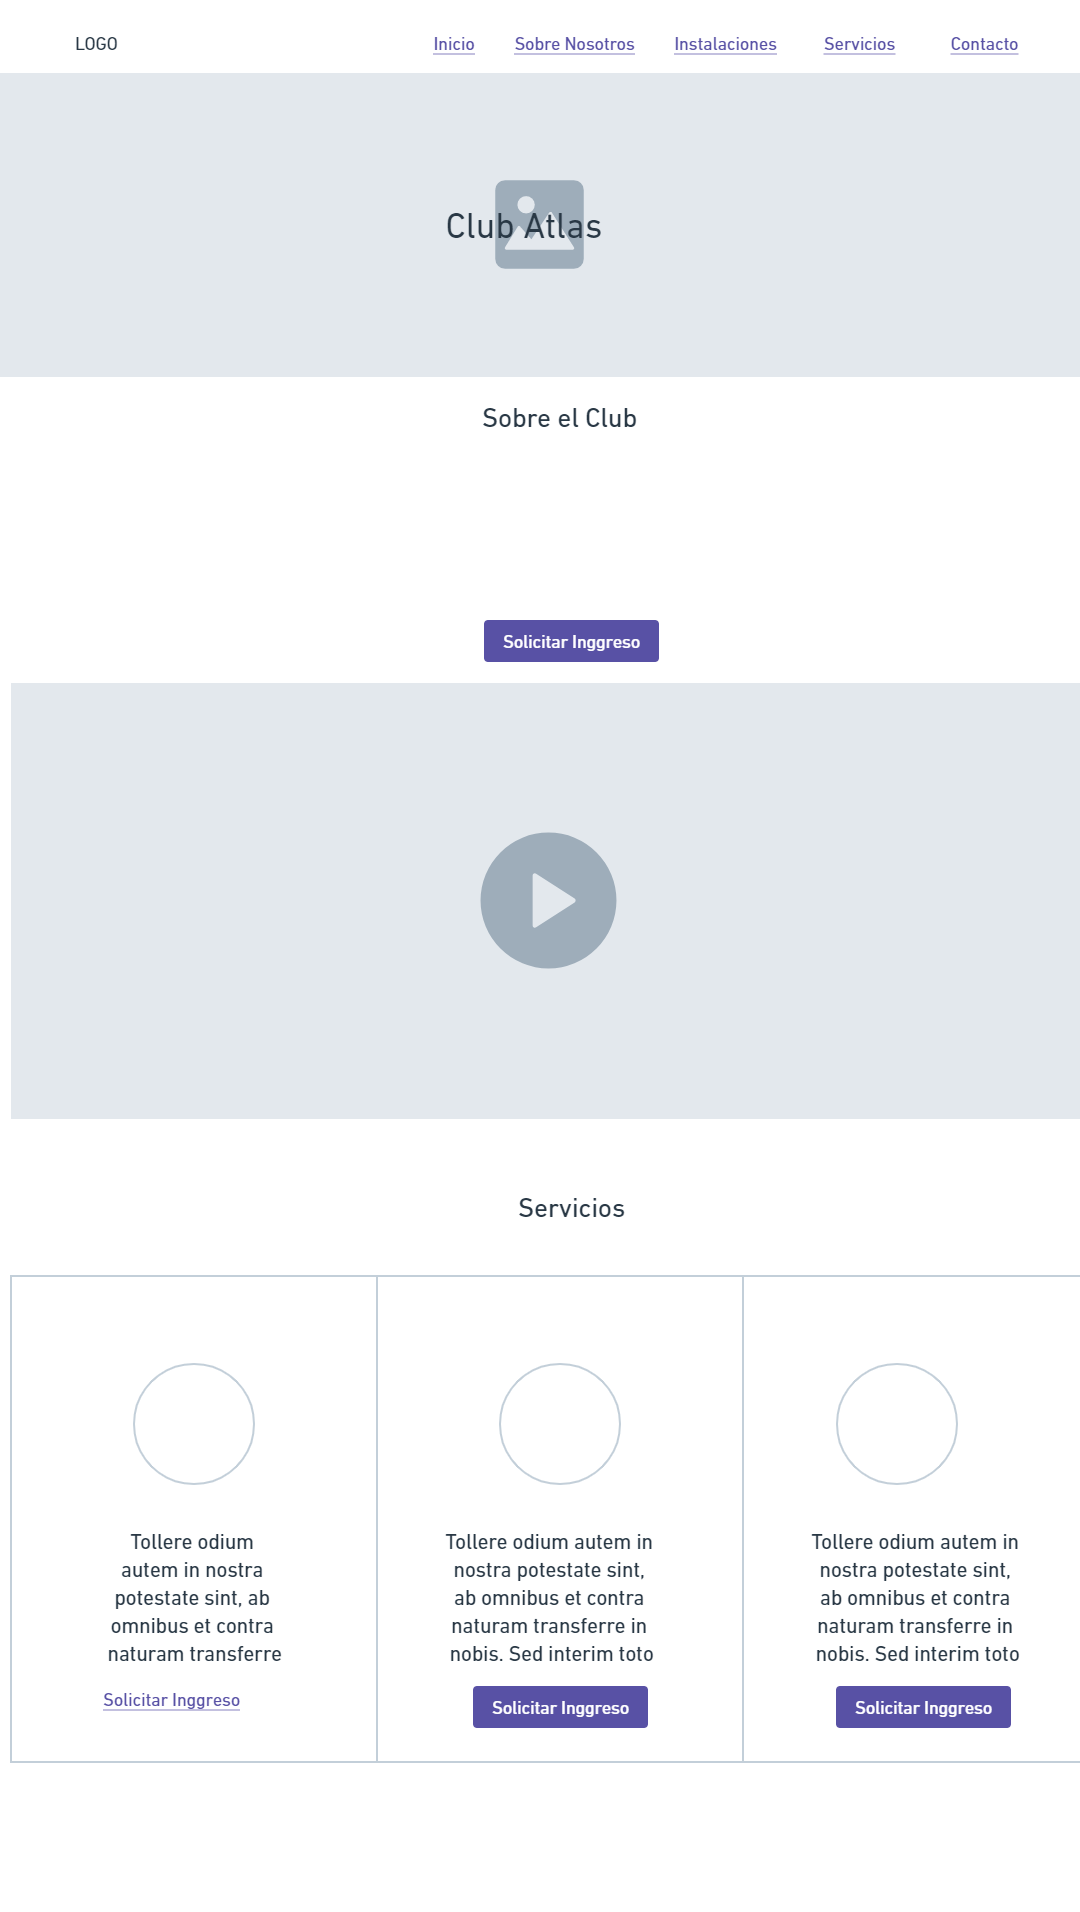 LOGO
Inicio
Sobre Nosotros
Instalaciones
Servicios
Contacto
Club Atlas
Sobre el Club
Solicitar Inggreso
Servicios
Tollere odium
autem in nostra
potestate sint, ab
omnibus et contra
naturam transferre
Solicitar Inggreso
Tollere odium autem in
nostra potestate sint,
ab omnibus et contra
naturam transferre in
nobis. Sed interim toto
Solicitar Inggreso
Tollere odium autem in
nostra potestate sint,
ab omnibus et contra
naturam transferre in
nobis. Sed interim toto
Solicitar Inggreso